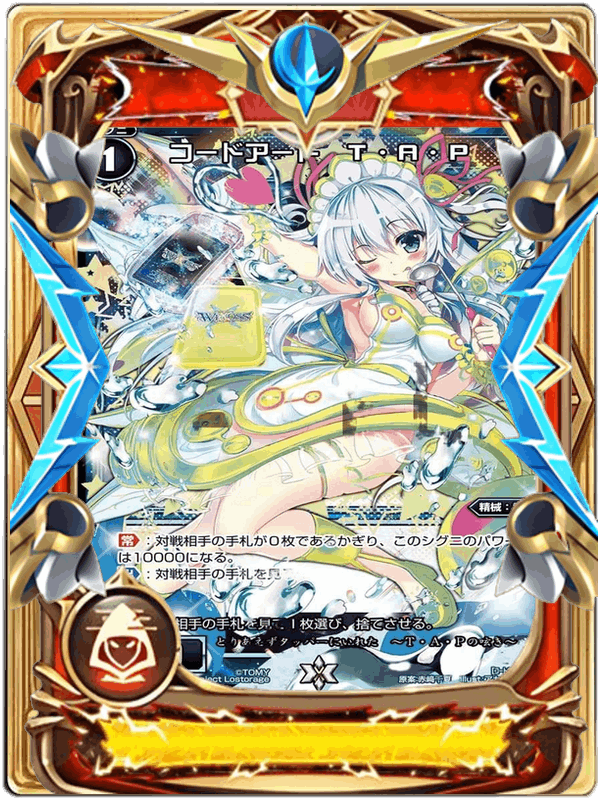 1
コードアート T・A・P
WIXOSS
精械：
常：対戦相手の手札が０枚であるかぎり、このシグニのパワー
は10000になる。
：対戦相手の手札を見
相手の手札を見
１枚選び、捨てさせる。
とりあえずタッパーにいれた ～T・A・Pの呟き～
©TOMY
lect Lostorage
原案:赤﨑